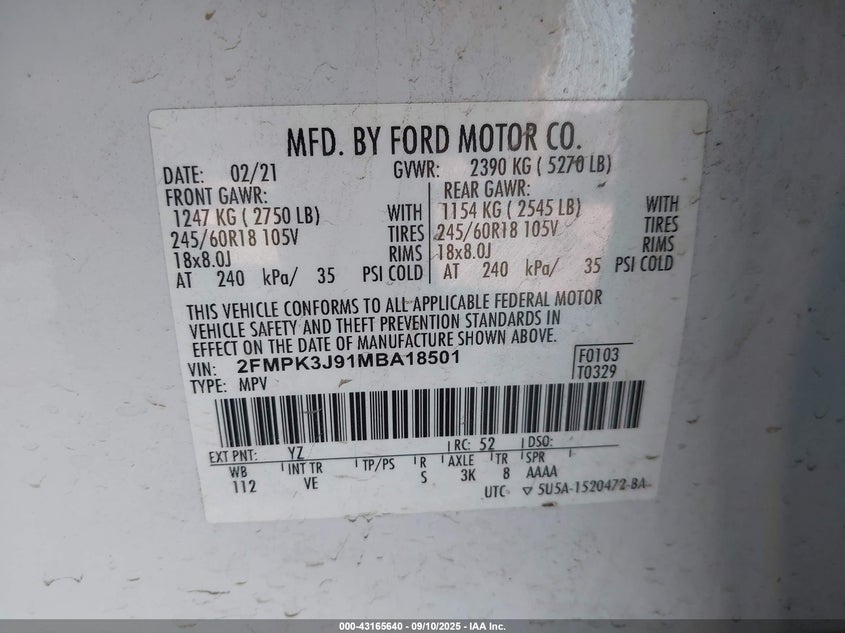 MFD. BY FORD MOTOR CO.
DATE: 02/21 GVWR: 2390 KG ( 5270 LB)
FRONT GAWR: REAR GAWR:
1247 KG ( 2750 LB) WITH 1154 KG ( 2545 LB) WITH
245/60R18 105V TIRES 245/60R18 105V TIRES
18x8.0J RIMS 18x8.0J RIMS
AT 240 kPa/ 35 PSI COLD AT 240 kPa/ 35 PSI COLD
THIS VEHICLE CONFORMS TO ALL APPLICABLE FEDERAL MOTOR
VEHICLE SAFETY AND THEFT PREVENTION STANDARDS IN
EFFECT ON THE DATE OF MANUFACTURE SHOWN ABOVE.
VIN: 2FMPK3J91MBA18501 F0103
TYPE: MPV T0329
EXT PNT: YZ RC: 52 DSO:
WB INT TR TP/PS R AXLE TR SPR
112 VE S 3K 8 AAAA
UTC 5U5A-1520472-BA
000-43165640 - 09/10/2025 - IAA Inc.